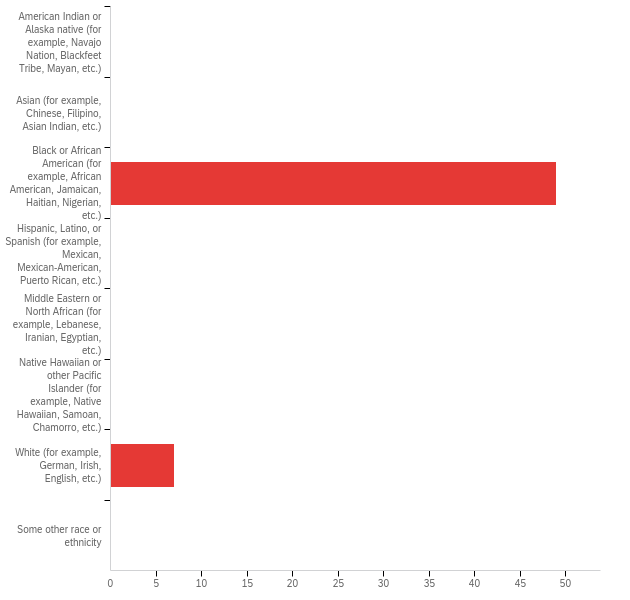 American Indian or
Alaska native (for
example, Navajo
Nation, Blackfeet
Tribe, Mayan, etc.)
Asian (for example,
Chinese, Filipino,
Asian Indian, etc.)
Black or African
American (for
example, African
American, Jamaican,
Haitian, Nigerian,
etc.)
Hispanic, Latino, or
Spanish (for example,
Mexican,
Mexican-American,
Puerto Rican, etc.)
Middle Eastern or
North African (for
example, Lebanese,
Iranian, Egyptian,
etc.)
Native Hawaiian or
other Pacific
Islander (for
example, Native
Hawaiian, Samoan,
Chamorro, etc.)
White (for example,
German, Irish,
English, etc.)
Some other race or
ethnicity
0 5 10 15 20 25 30 35 40 45 50